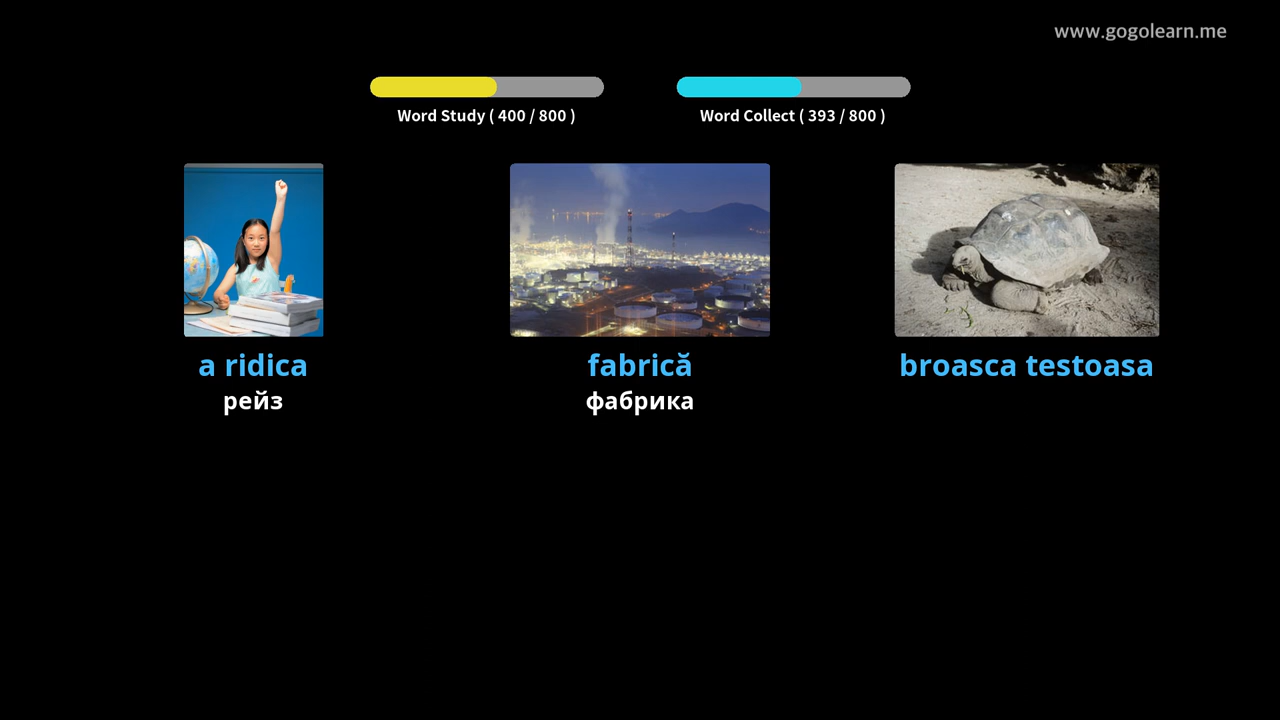 www.gogolearn.me
Word Study ( 400 / 800 )
Word Collect ( 393 / 800 )
a ridica
рейз
fabrică
фабрика
broasca testoasa